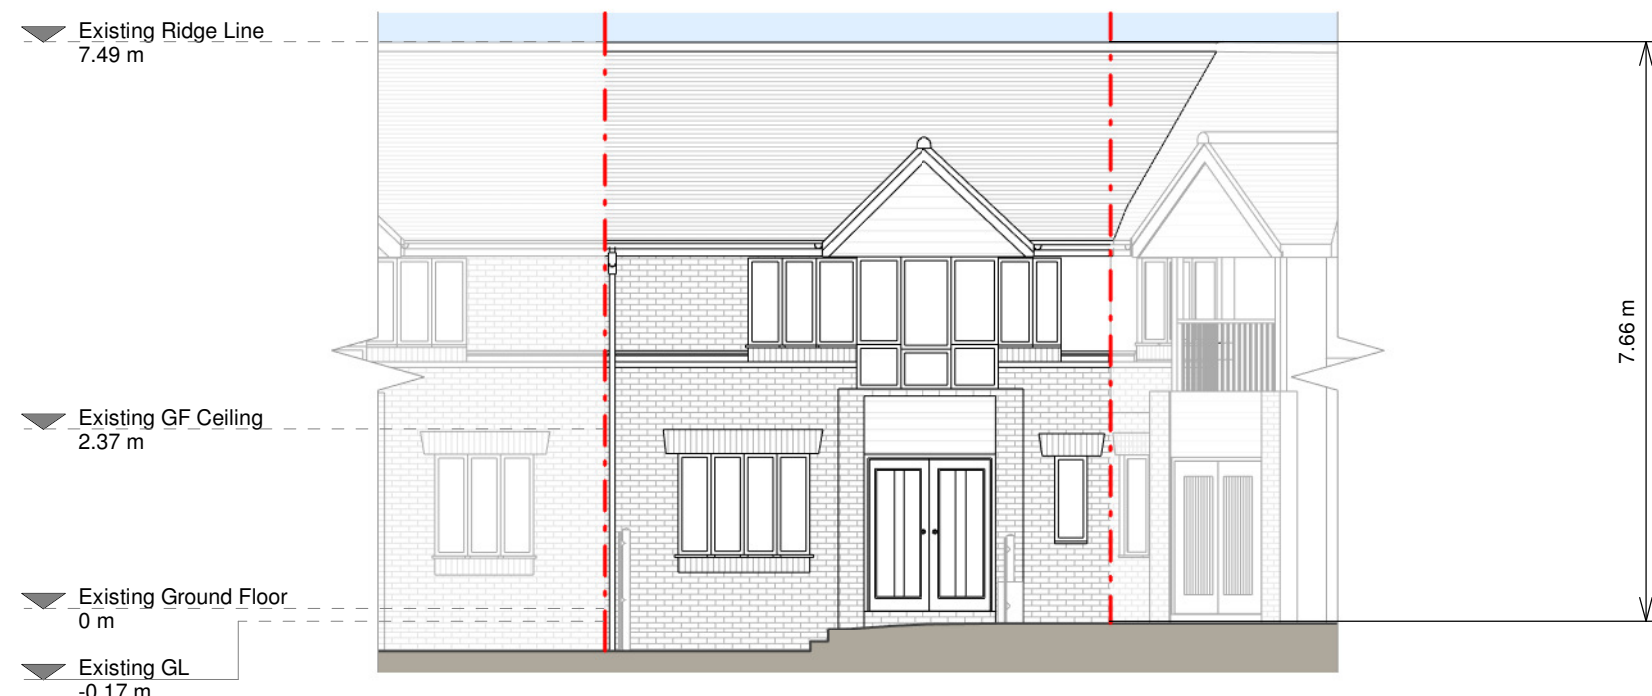 Existing Ridge Line
7.49 m
Existing GF Ceiling
2.37 m
Existing Ground Floor
0 m
Existing GL
-0.17 m
7.66 m